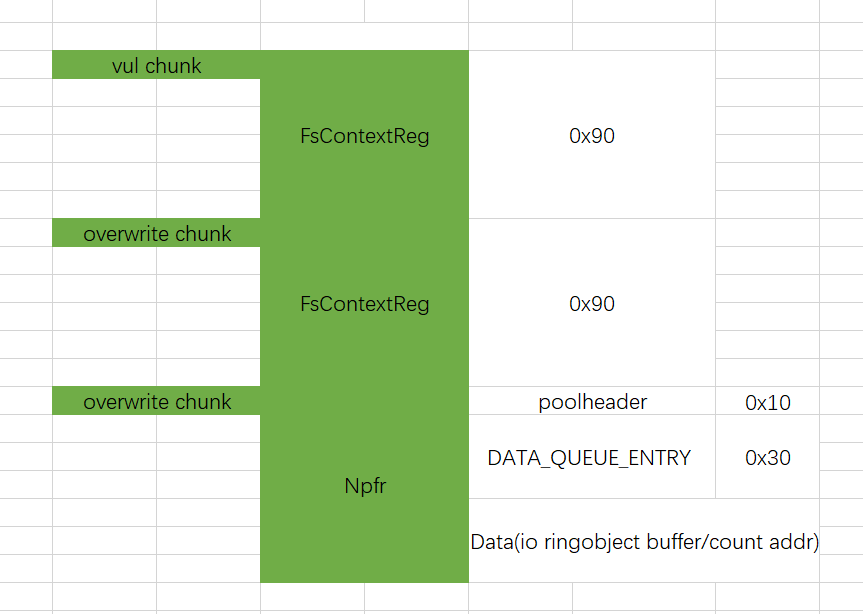 vul chunk
FsContextReg
0x90
overwrite chunk
FsContextReg
0x90
overwrite chunk
poolheader
0x10
DATA_QUEUE_ENTRY
0x30
Npfr
Data(io ringobject buffer/count addr)